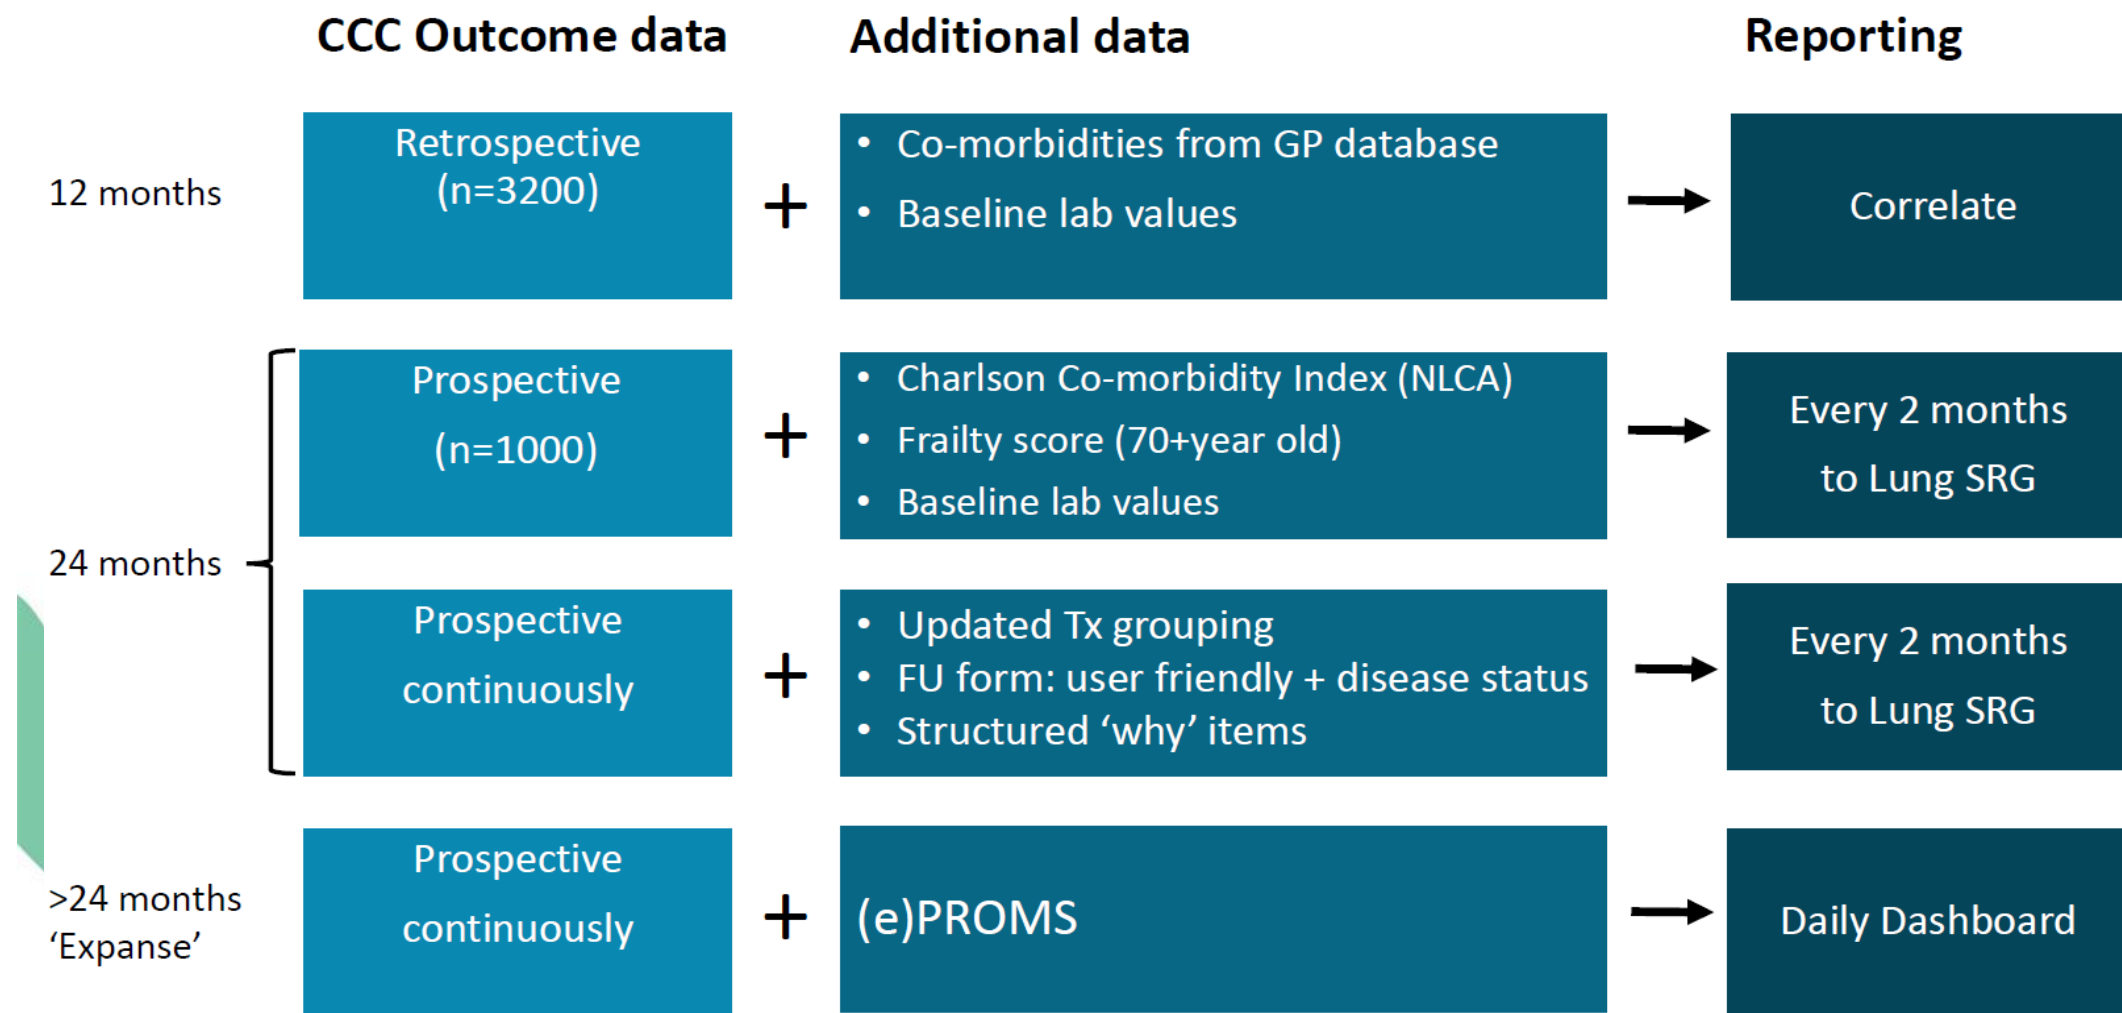 CCC Outcome data
Additional data
Reporting
12 months
Retrospective
(n=3200)
+
• Co-morbidities from GP database
• Baseline lab values
Correlate
24 months
Prospective
(n=1000)
+
• Charlson Co-morbidity Index (NLCA)
• Frailty score (70+year old)
• Baseline lab values
Every 2 months
to Lung SRG
Prospective
continuously
+
• Updated Tx grouping
• FU form: user friendly + disease status
• Structured ‘why’ items
Every 2 months
to Lung SRG
>24 months
‘Expanse’
Prospective
continuously
+
(e)PROMS
Daily Dashboard